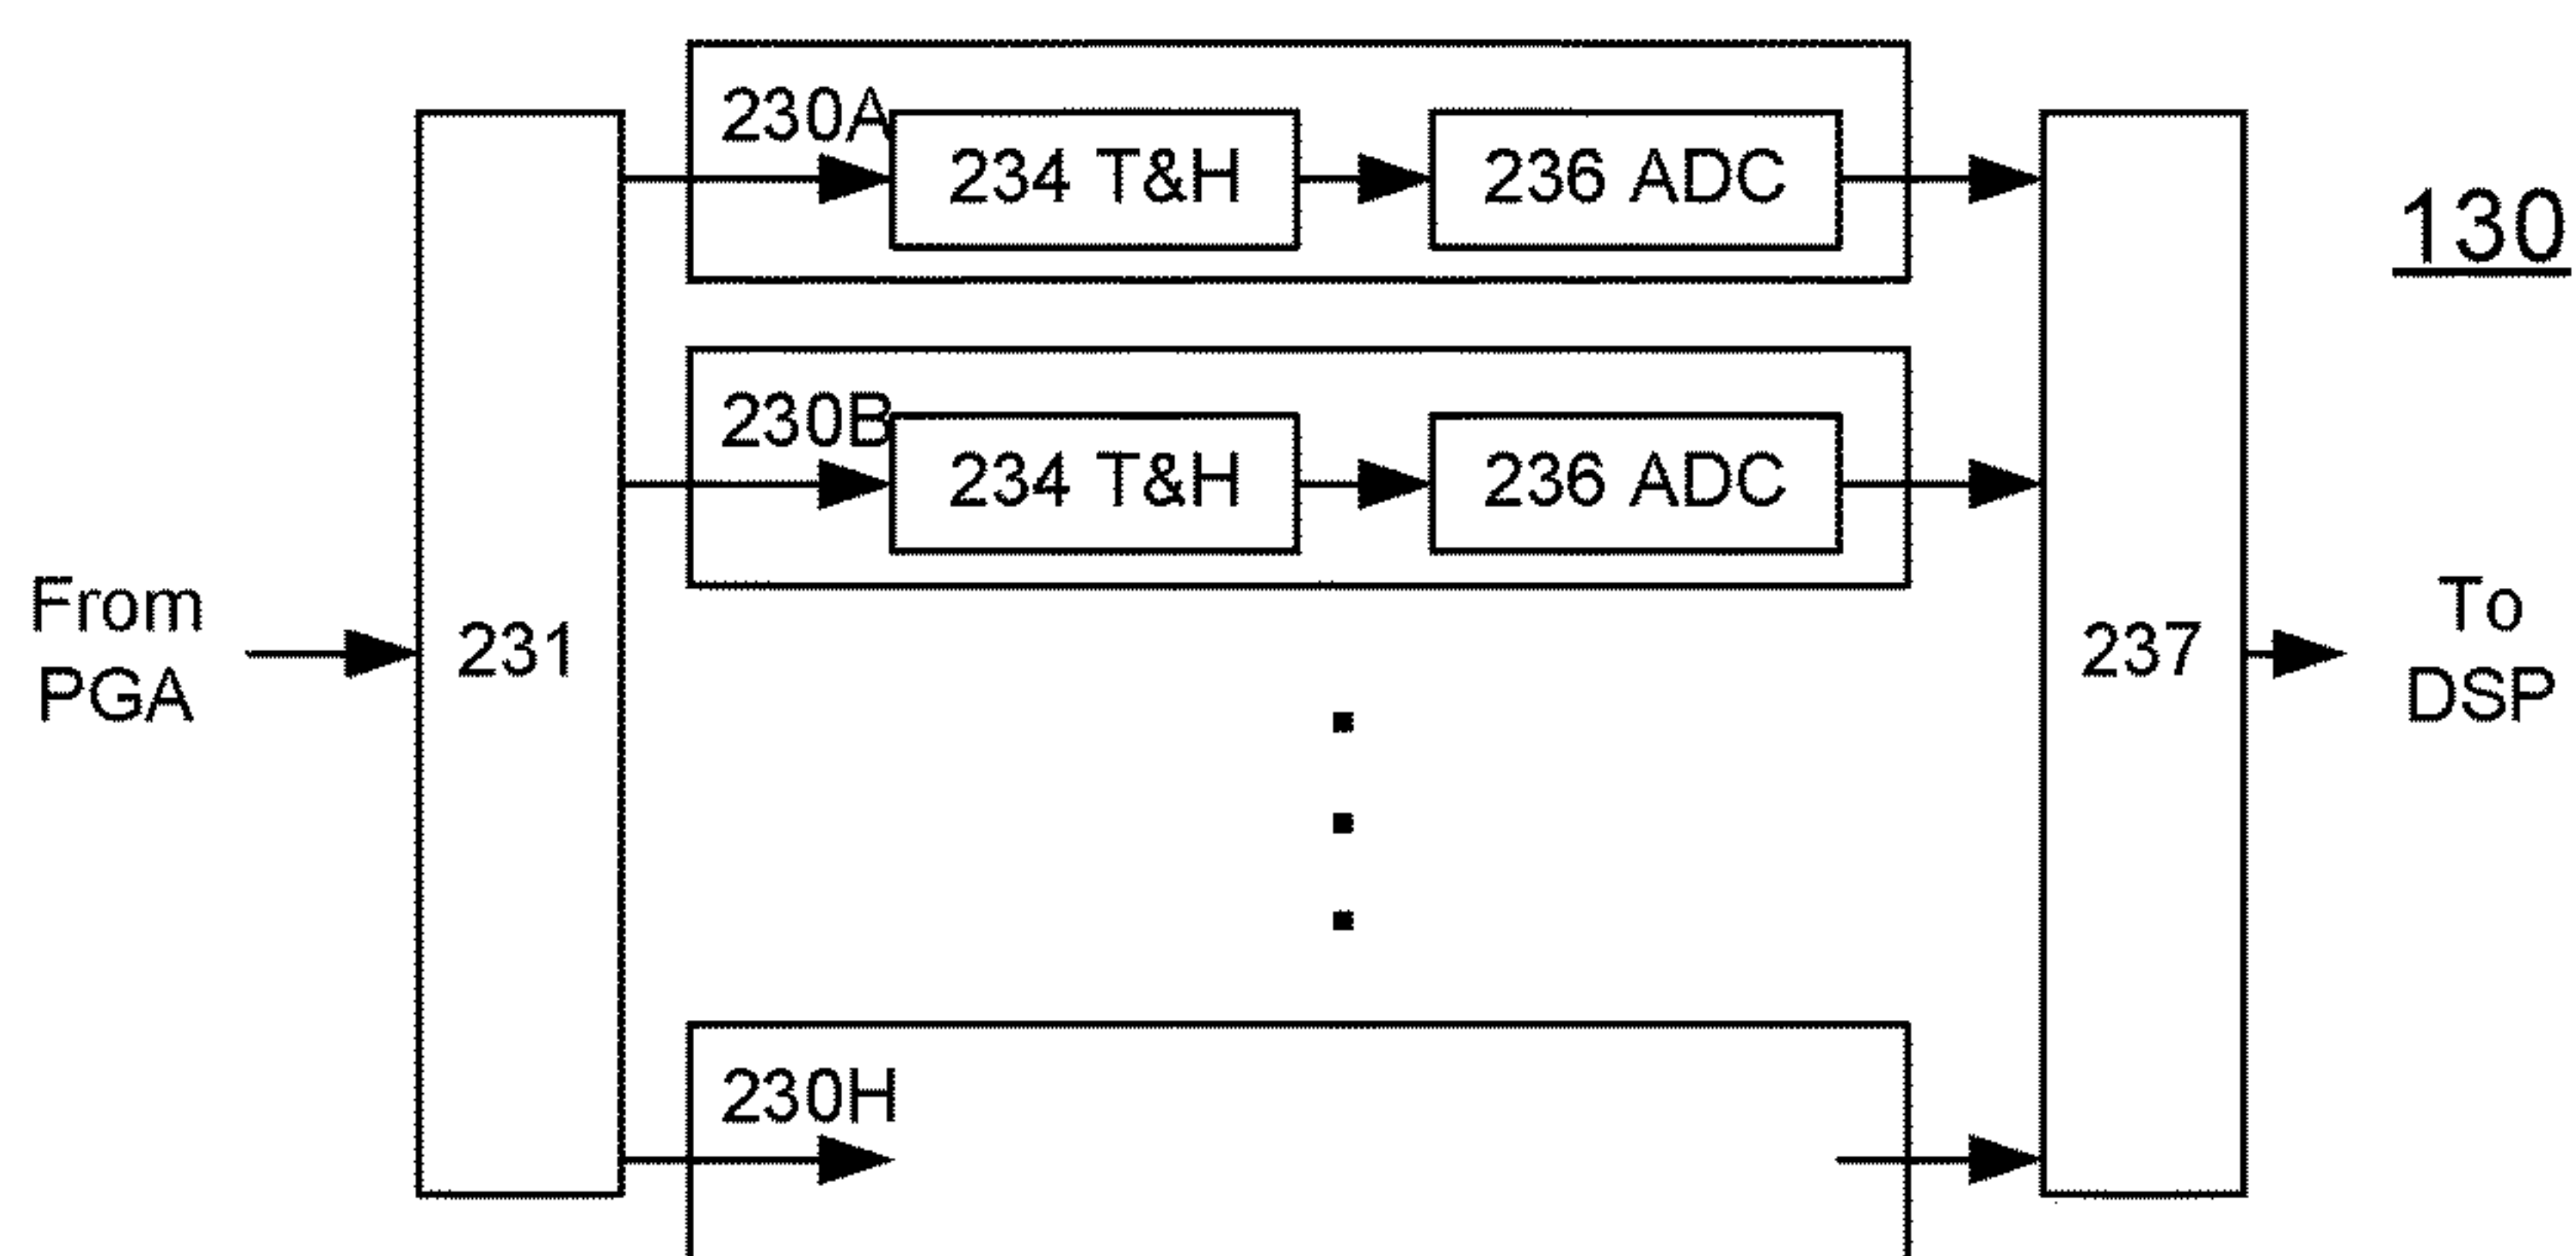 230A
234 T&H
236 ADC
130
230B
234 T&H
236 ADC
From
PGA
231
237
To
DSP
230H